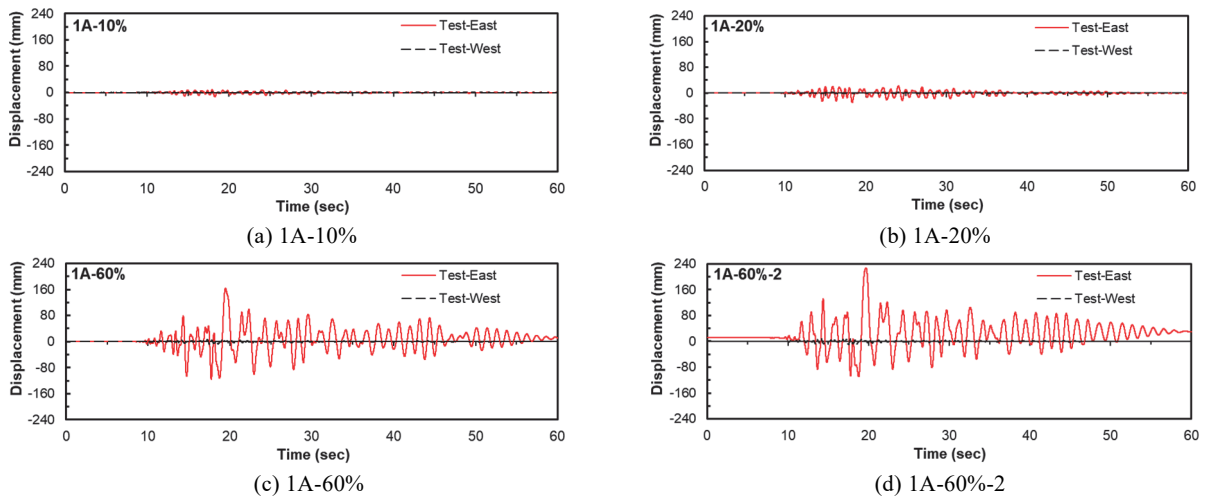 1A-10%
Test-East
Test-West
Displacement (mm)
240
160
80
0
-80
-160
-240
0 10 20 30 40 50 60
Time (sec)
(a) 1A-10%
1A-20%
Test-East
Test-West
Displacement (mm)
240
160
80
0
-80
-160
-240
0 10 20 30 40 50 60
Time (sec)
(b) 1A-20%
1A-60%
Test-East
Test-West
Displacement (mm)
240
160
80
0
-80
-160
-240
0 10 20 30 40 50 60
Time (sec)
(c) 1A-60%
1A-60%-2
Test-East
Test-West
Displacement (mm)
240
160
80
0
-80
-160
-240
0 10 20 30 40 50 60
Time (sec)
(d) 1A-60%-2